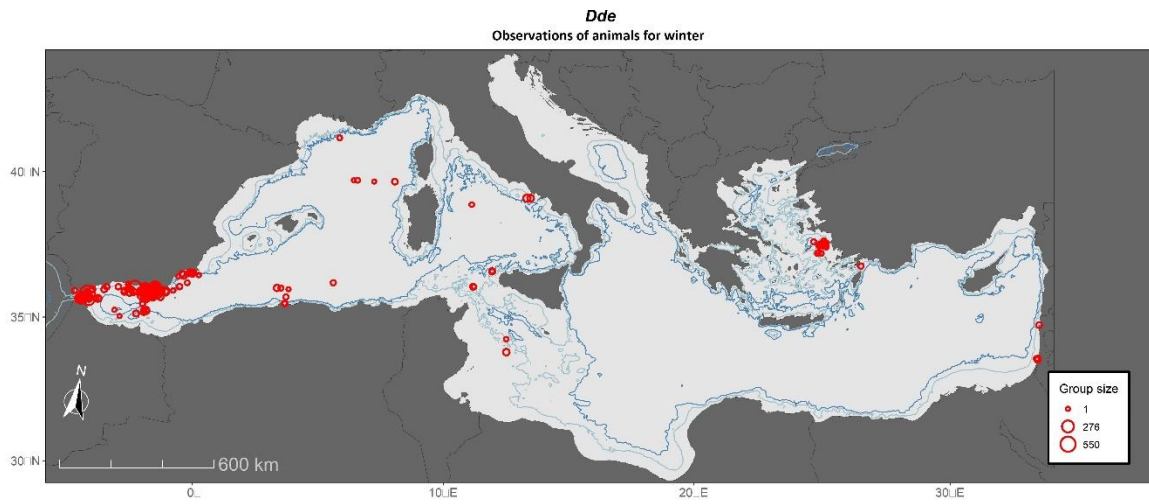 Dde
Observations of animals for winter
40□N
35□N
30□N
N
600 km
0□
10□E
20□E
30□E
Group size
1
276
550